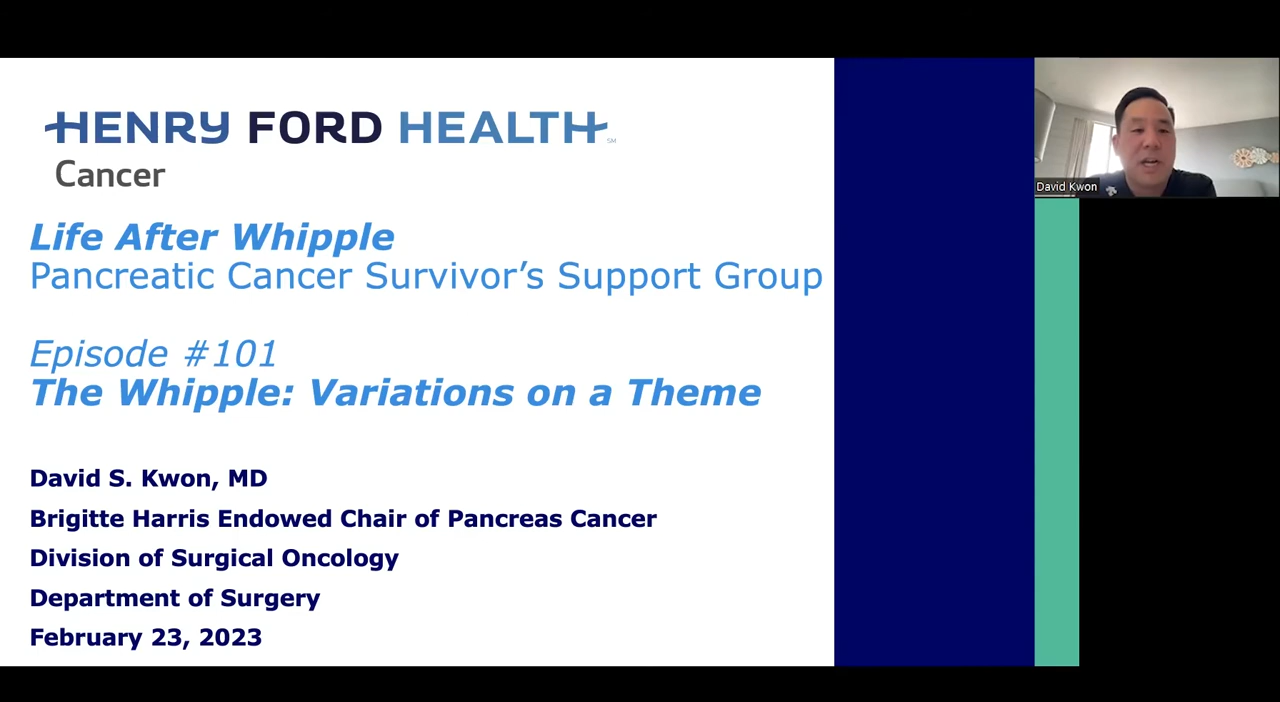 HENRY FORD HEALTH SM
Cancer
Life After Whipple
Pancreatic Cancer Survivor's Support Group
Episode #101
The Whipple: Variations on a Theme
David S. Kwon, MD
Brigitte Harris Endowed Chair of Pancreas Cancer
Division of Surgical Oncology
Department of Surgery
February 23, 2023
David Kwon